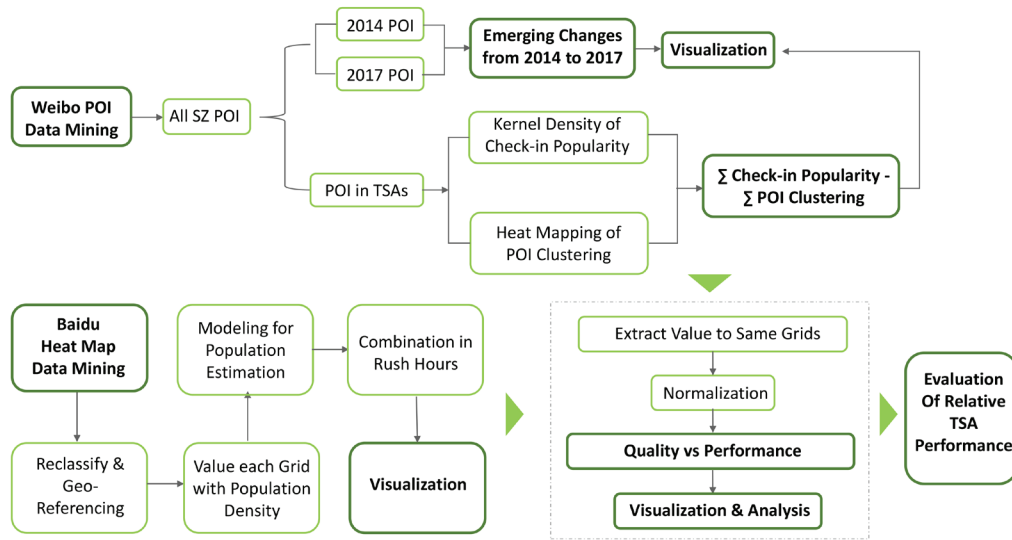 2014 POI
2017 POI
Emerging Changes
from 2014 to 2017
Visualization
Weibo POI
Data Mining
All SZ POI
Kernel Density of
Check-in Popularity
POI in TSAs
∑ Check-in Popularity -
∑ POI Clustering
Heat Mapping of
POI Clustering
Baidu
Heat Map
Data Mining
Modeling for
Population
Estimation
Combination in
Rush Hours
Reclassify &
Geo-
Referencing
Value each Grid
with Population
Density
Visualization
Extract Value to Same Grids
Normalization
Quality vs Performance
Visualization & Analysis
Evaluation
Of Relative
TSA
Performance